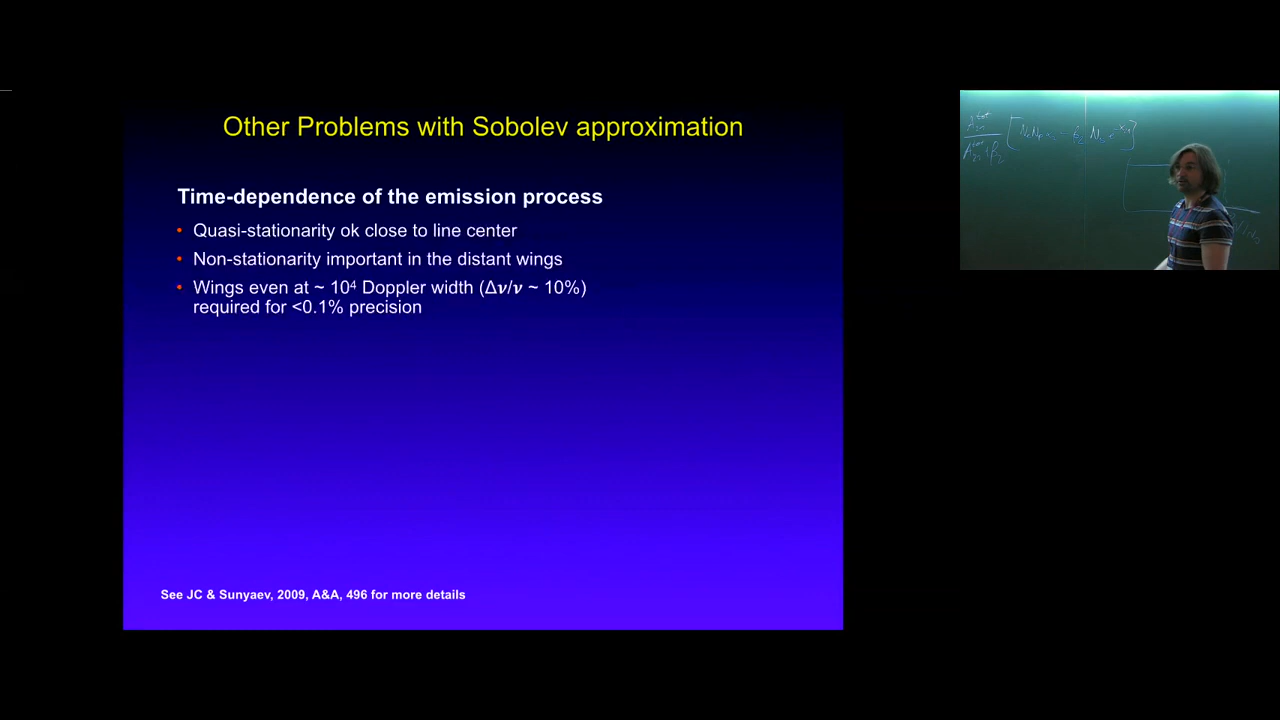 Other Problems with Sobolev approximation
Time-dependence of the emission process
• Quasi-stationarity ok close to line center
• Non-stationarity important in the distant wings
• Wings even at ~ 10⁴ Doppler width (Δν/ν ~ 10%)
required for <0.1% precision
See JC & Sunyaev, 2009, A&A, 496 for more details